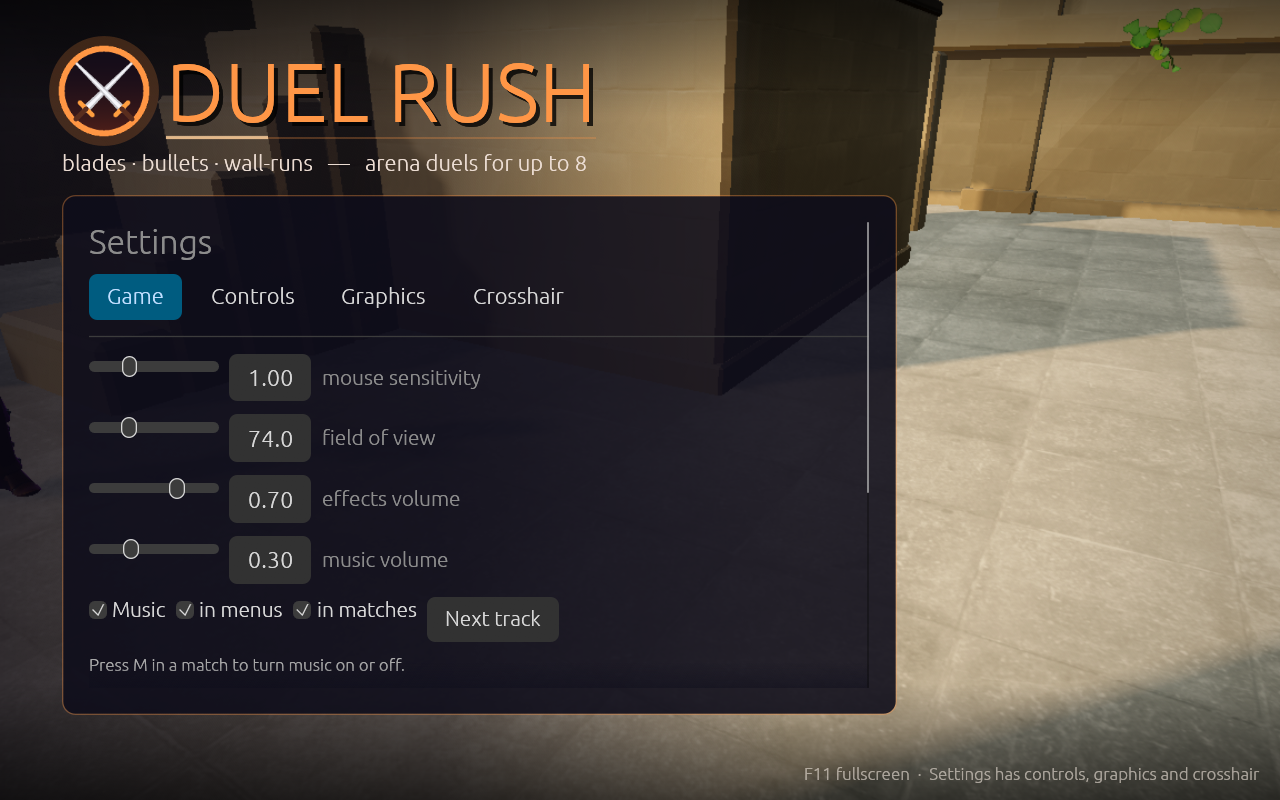 DUEL RUSH
blades · bullets · wall-runs — arena duels for up to 8
Settings
Game Controls Graphics Crosshair
1.00 mouse sensitivity
74.0 field of view
0.70 effects volume
0.30 music volume
Music in menus in matches Next track
Press M in a match to turn music on or off.
F11 fullscreen · Settings has controls, graphics and crosshair